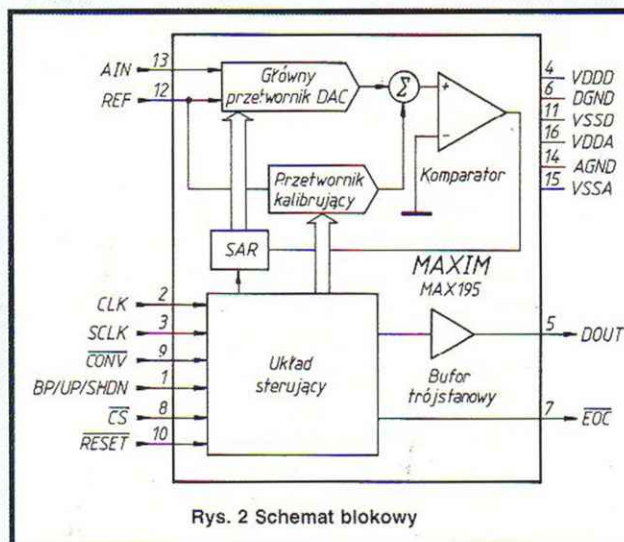 AIN 13
REF 12
Główny
przetwornik DAC
Σ
+
−
Komparator
Przetwornik
kalibrujący
SAR
MAXIM
MAX195
4 VDDD
6 DGND
11 VSSD
16 VDDA
14 AGND
15 VSSA
CLK 2
SCLK 3
CONV 9
BP/UP/SHDN 1
CS 8
RESET 10
Układ
sterujący
Bufor
trójstanowy
5 DOUT
7 EOC
Rys. 2 Schemat blokowy